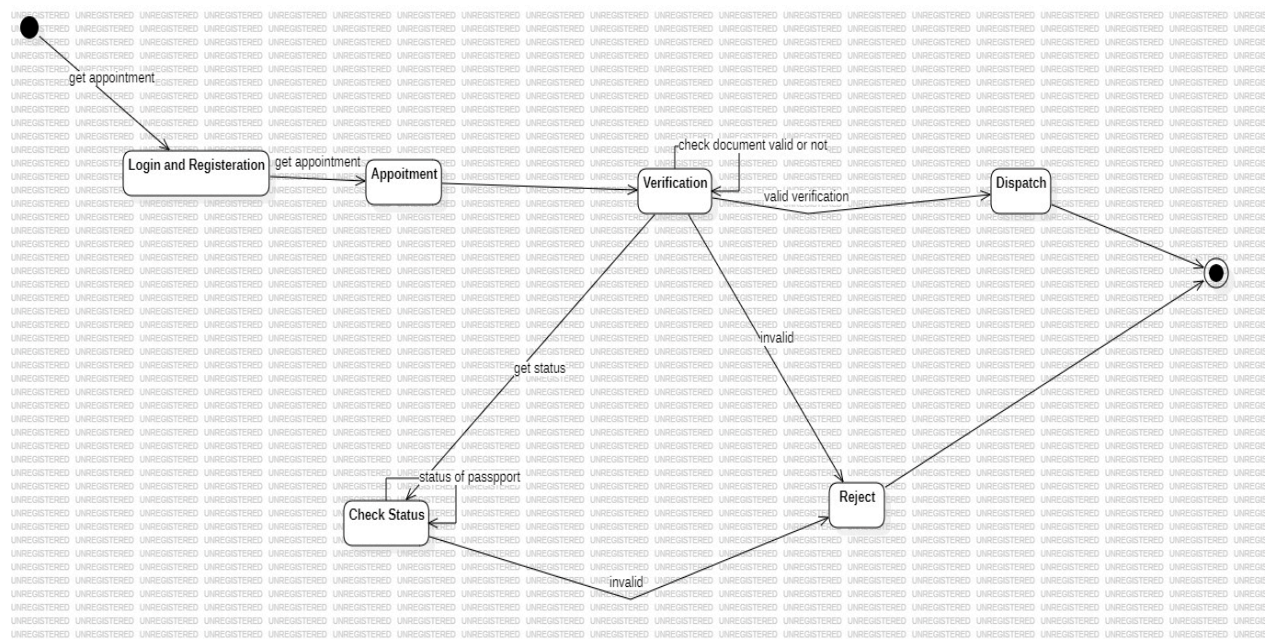 get appointment
Login and Registeration
get appointment
Appoitment
check document valid or not
Verification
valid verification
Dispatch
invalid
get status
status of passpport
Check Status
Reject
invalid
UNREGISTERED